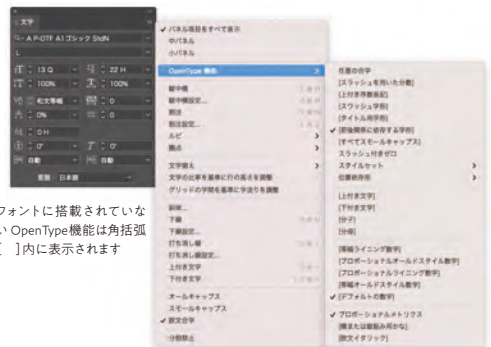 文字
A P-OTF A1ゴシック StdN
L
13 Q
22 H
100%
100%
和文等幅
0
0%
0
0 H
0°
自動
自動
言語：日本語
フォントに搭載されていな
い OpenType機能は角括弧
[　]内に表示されます
✓ パネル項目をすべて表示
中パネル
小パネル
OpenType 機能
縦中横
縦中横設定...
割注
割注設定...
ルビ
圏点
文字揃え
文字の比率を基準に行の高さを調整
グリッドの字間を基準に字送りを調整
斜体...
下線
下線設定...
打ち消し線
打ち消し線設定...
上付き文字
下付き文字
オールキャップス
スモールキャップス
✓ 欧文合字
分割禁止
任意の合字
[スラッシュを用いた分数]
[上付き序数表記]
[スワッシュ字形]
[タイトル用字形]
✓ [前後関係に依存する字形]
[すべてスモールキャップス]
スラッシュ付きゼロ
スタイルセット
位置依存形
[上付き文字]
[下付き文字]
[分子]
[分母]
[等幅ライニング数字]
[プロポーショナルオールドスタイル数字]
[プロポーショナルライニング数字]
[等幅オールドスタイル数字]
✓ [デフォルトの数字]
✓ プロポーショナルメトリクス
[横または縦組み用かな]
[欧文イタリック]